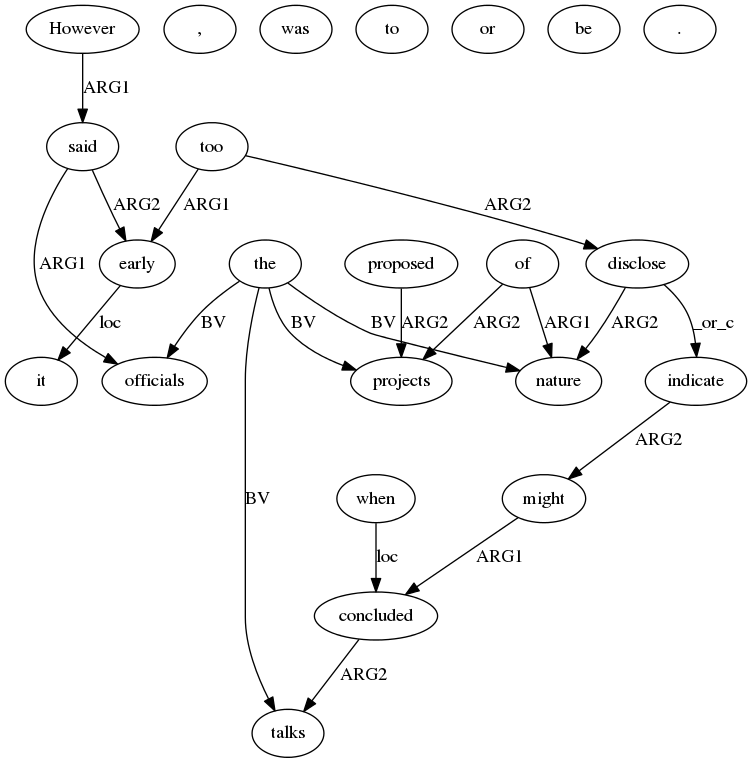 However , was to or be .
ARG1
said too
ARG2 ARG1 ARG2
early the proposed of disclose
ARG1 loc BV BV BV ARG2 ARG2 ARG1 ARG2 _or_c
it officials projects nature indicate
ARG2
BV when might
loc ARG1
concluded
ARG2
talks